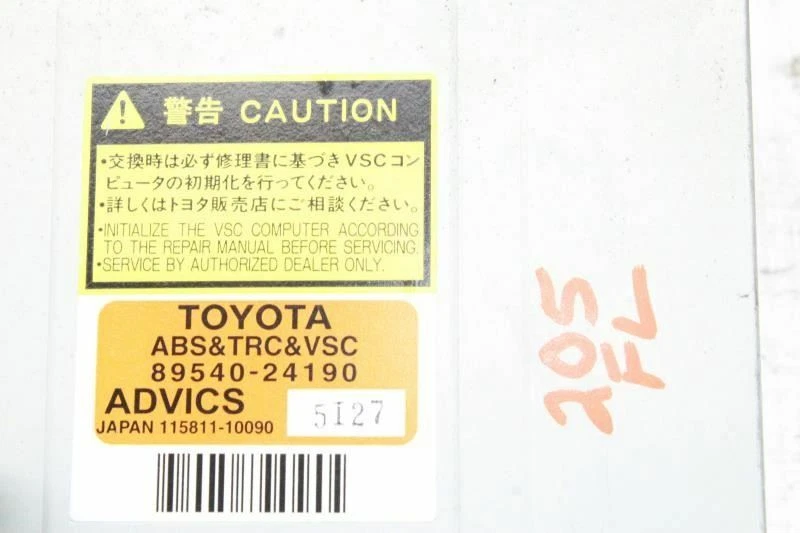 警告 CAUTION
・交換時は必ず修理書に基づきVSCコン
ピュータの初期化を行ってください。
・詳しくはトヨタ販売店にご相談ください。
・INITIALIZE THE VSC COMPUTER ACCORDING
TO THE REPAIR MANUAL BEFORE SERVICING.
・SERVICE BY AUTHORIZED DEALER ONLY.
TOYOTA
ABS&TRC&VSC
89540-24190
ADVICS
5I27
JAPAN 115811-10090
205
FL